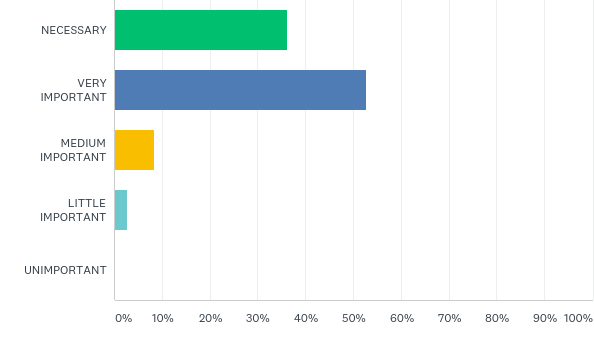 NECESSARY
VERY
IMPORTANT
MEDIUM
IMPORTANT
LITTLE
IMPORTANT
UNIMPORTANT
0% 10% 20% 30% 40% 50% 60% 70% 80% 90% 100%